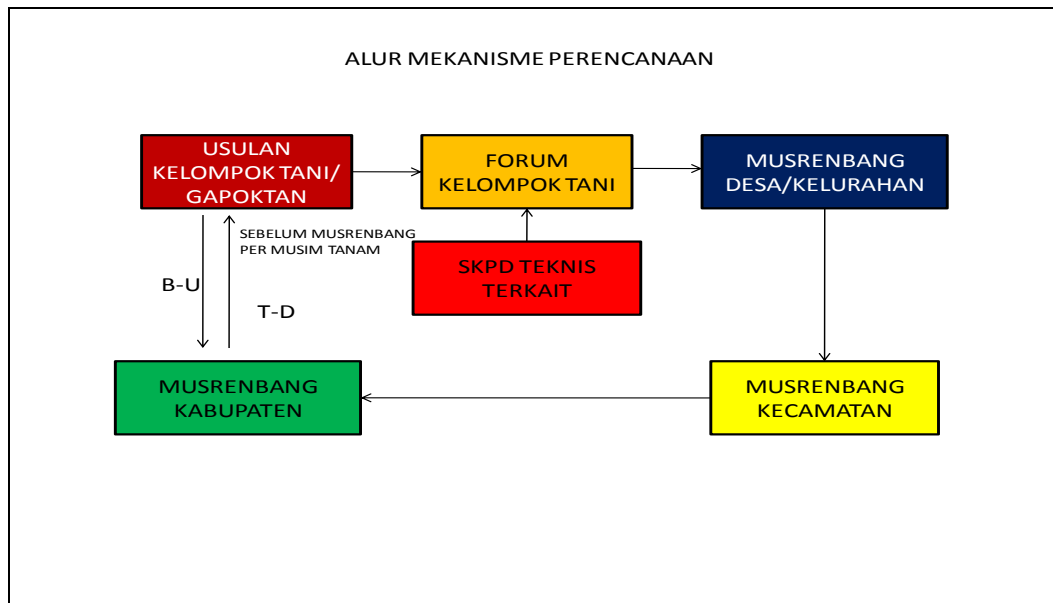 ALUR MEKANISME PERENCANAAN
USULAN
KELOMPOK TANI/
GAPOKTAN
FORUM
KELOMPOK TANI
MUSRENBANG
DESA/KELURAHAN
SEBELUM MUSRENBANG
PER MUSIM TANAM
SKPD TEKNIS
TERKAIT
B-U
T-D
MUSRENBANG
KABUPATEN
MUSRENBANG
KECAMATAN